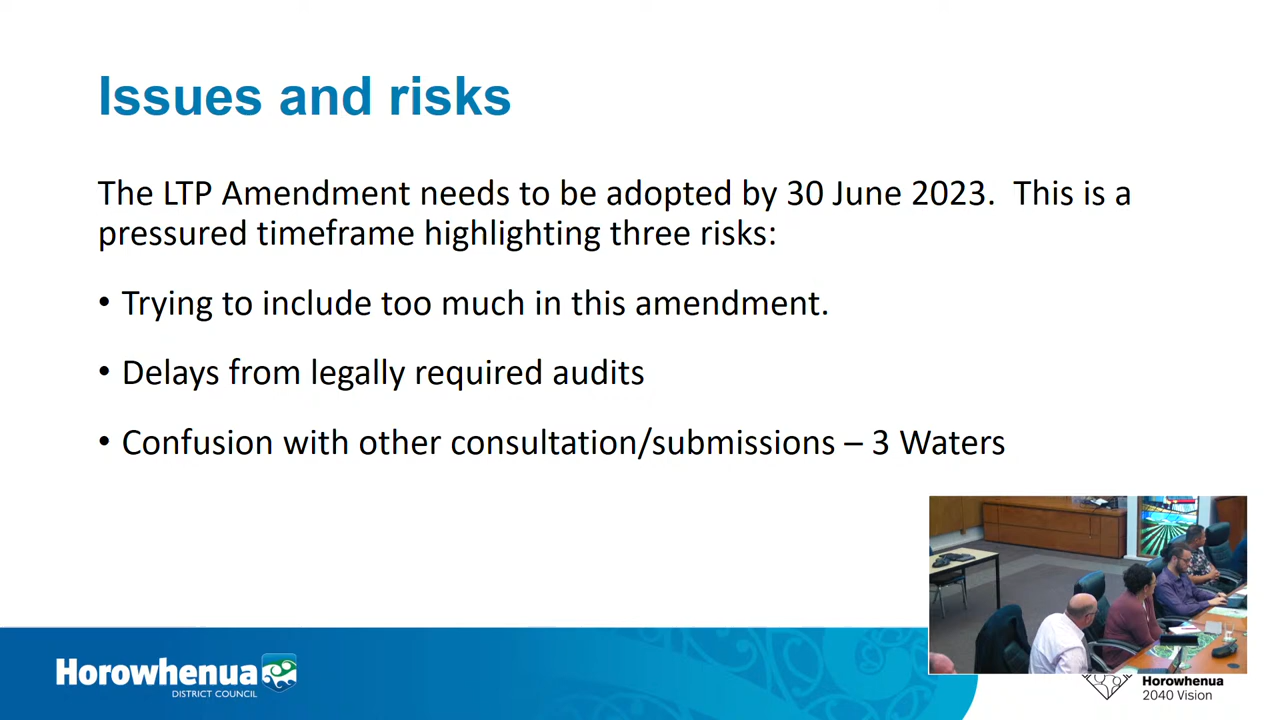 Issues and risks
The LTP Amendment needs to be adopted by 30 June 2023.  This is a
pressured timeframe highlighting three risks:
• Trying to include too much in this amendment.
• Delays from legally required audits
• Confusion with other consultation/submissions – 3 Waters
Horowhenua
DISTRICT COUNCIL
Horowhenua
2040 Vision